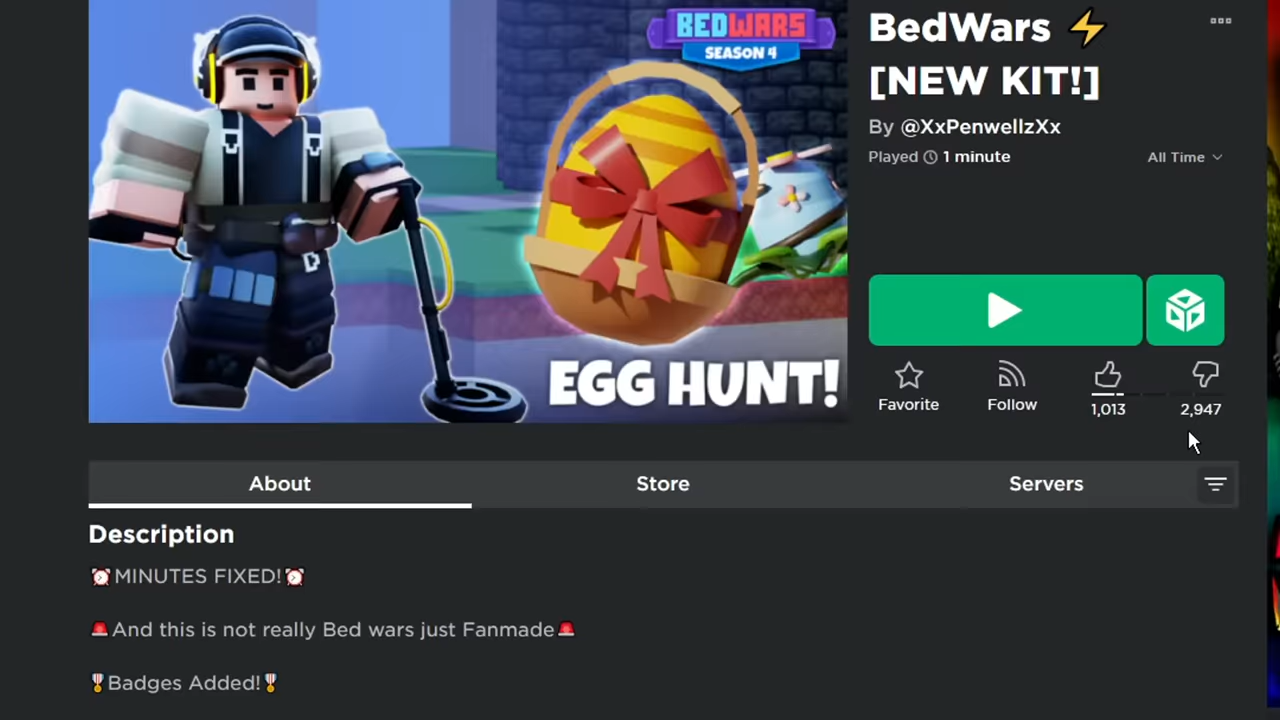 BEDWARS
SEASON 4
EGG HUNT!
BedWars ⚡
[NEW KIT!]
By @XxPenwellzXx
Played 1 minute
All Time
Favorite
Follow
1,013
2,947
About
Store
Servers
Description
⏰MINUTES FIXED!⏰
🚨And this is not really Bed wars just Fanmade🚨
🎖️Badges Added!🎖️